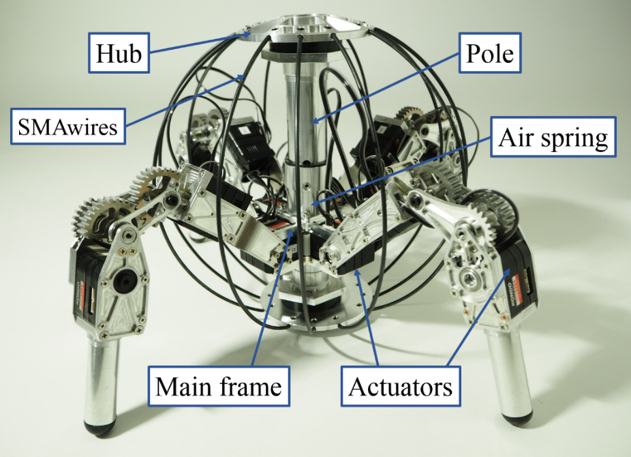 Hub
Pole
SMAwires
Air spring
Main frame
Actuators